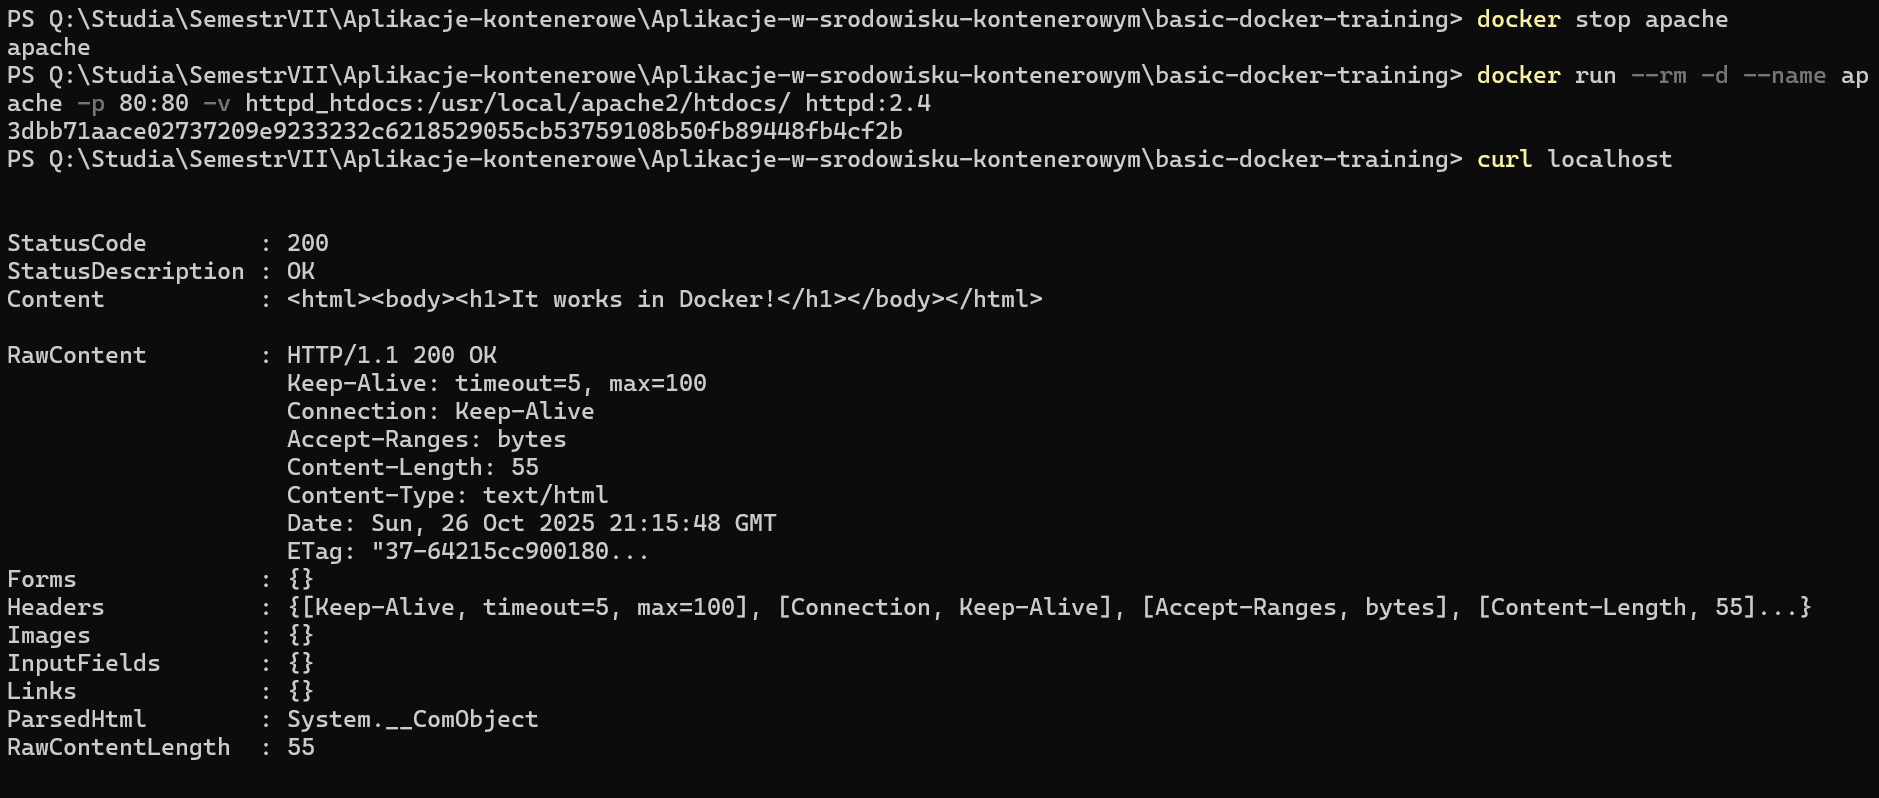 PS Q:\Studia\SemestrVII\Aplikacje-kontenerowe\Aplikacje-w-srodowisku-kontenerowym\basic-docker-training> docker stop apache
apache
PS Q:\Studia\SemestrVII\Aplikacje-kontenerowe\Aplikacje-w-srodowisku-kontenerowym\basic-docker-training> docker run --rm -d --name ap
ache -p 80:80 -v httpd_htdocs:/usr/local/apache2/htdocs/ httpd:2.4
3dbb71aace02737209e9233232c6218529055cb53759108b50fb89448fb4cf2b
PS Q:\Studia\SemestrVII\Aplikacje-kontenerowe\Aplikacje-w-srodowisku-kontenerowym\basic-docker-training> curl localhost
StatusCode        : 200
StatusDescription : OK
Content           : <html><body><h1>It works in Docker!</h1></body></html>
RawContent        : HTTP/1.1 200 OK
                    Keep-Alive: timeout=5, max=100
                    Connection: Keep-Alive
                    Accept-Ranges: bytes
                    Content-Length: 55
                    Content-Type: text/html
                    Date: Sun, 26 Oct 2025 21:15:48 GMT
                    ETag: "37-64215cc900180...
Forms             : {}
Headers           : {[Keep-Alive, timeout=5, max=100], [Connection, Keep-Alive], [Accept-Ranges, bytes], [Content-Length, 55]...}
Images            : {}
InputFields       : {}
Links             : {}
ParsedHtml        : System.__ComObject
RawContentLength  : 55